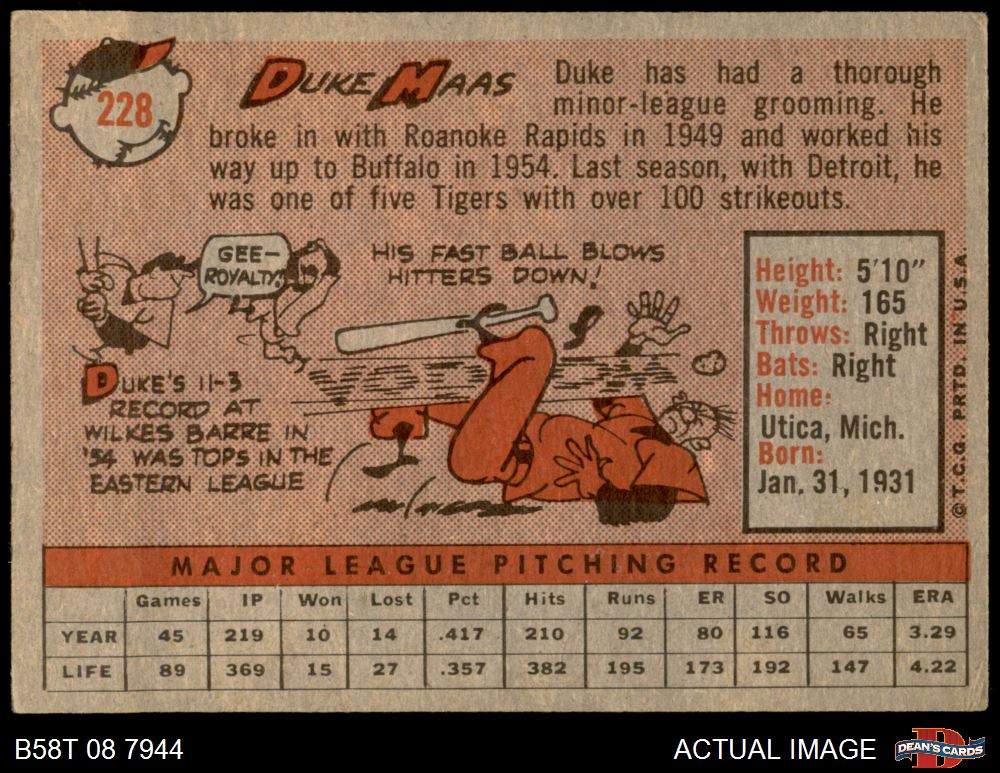 228
DUKE MAAS
Duke has had a thorough
minor-league grooming. He
broke in with Roanoke Rapids in 1949 and worked his
way up to Buffalo in 1954. Last season, with Detroit, he
was one of five Tigers with over 100 strikeouts.
GEE-
ROYALTY!
HIS FAST BALL BLOWS
HITTERS DOWN!
DUKE'S 11-3
RECORD AT
WILKES BARRE IN
'54 WAS TOPS IN THE
EASTERN LEAGUE
Height: 5'10"
Weight: 165
Throws: Right
Bats: Right
Home:
Utica, Mich.
Born:
Jan. 31, 1931
©T.C.G. PRTD. IN U.S.A.
MAJOR LEAGUE PITCHING RECORD
Games IP Won Lost Pct Hits Runs ER SO Walks ERA
YEAR 45 219 10 14 .417 210 92 80 116 65 3.29
LIFE 89 369 15 27 .357 382 195 173 192 147 4.22
B58T 08 7944
ACTUAL IMAGE
D
DEAN'S CARDS